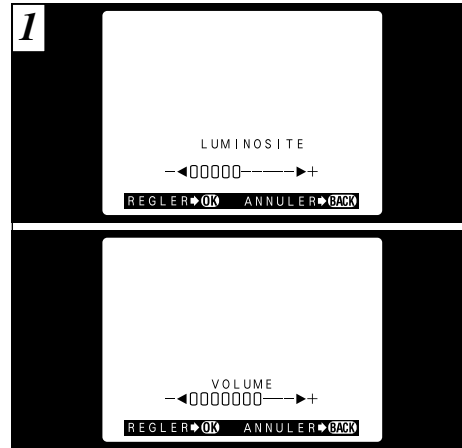 1
LUMINOSITE
-◀00000-----▶+
REGLER➡OK ANNULER➡BACK
VOLUME
-◀0000000---▶+
REGLER➡OK ANNULER➡BACK